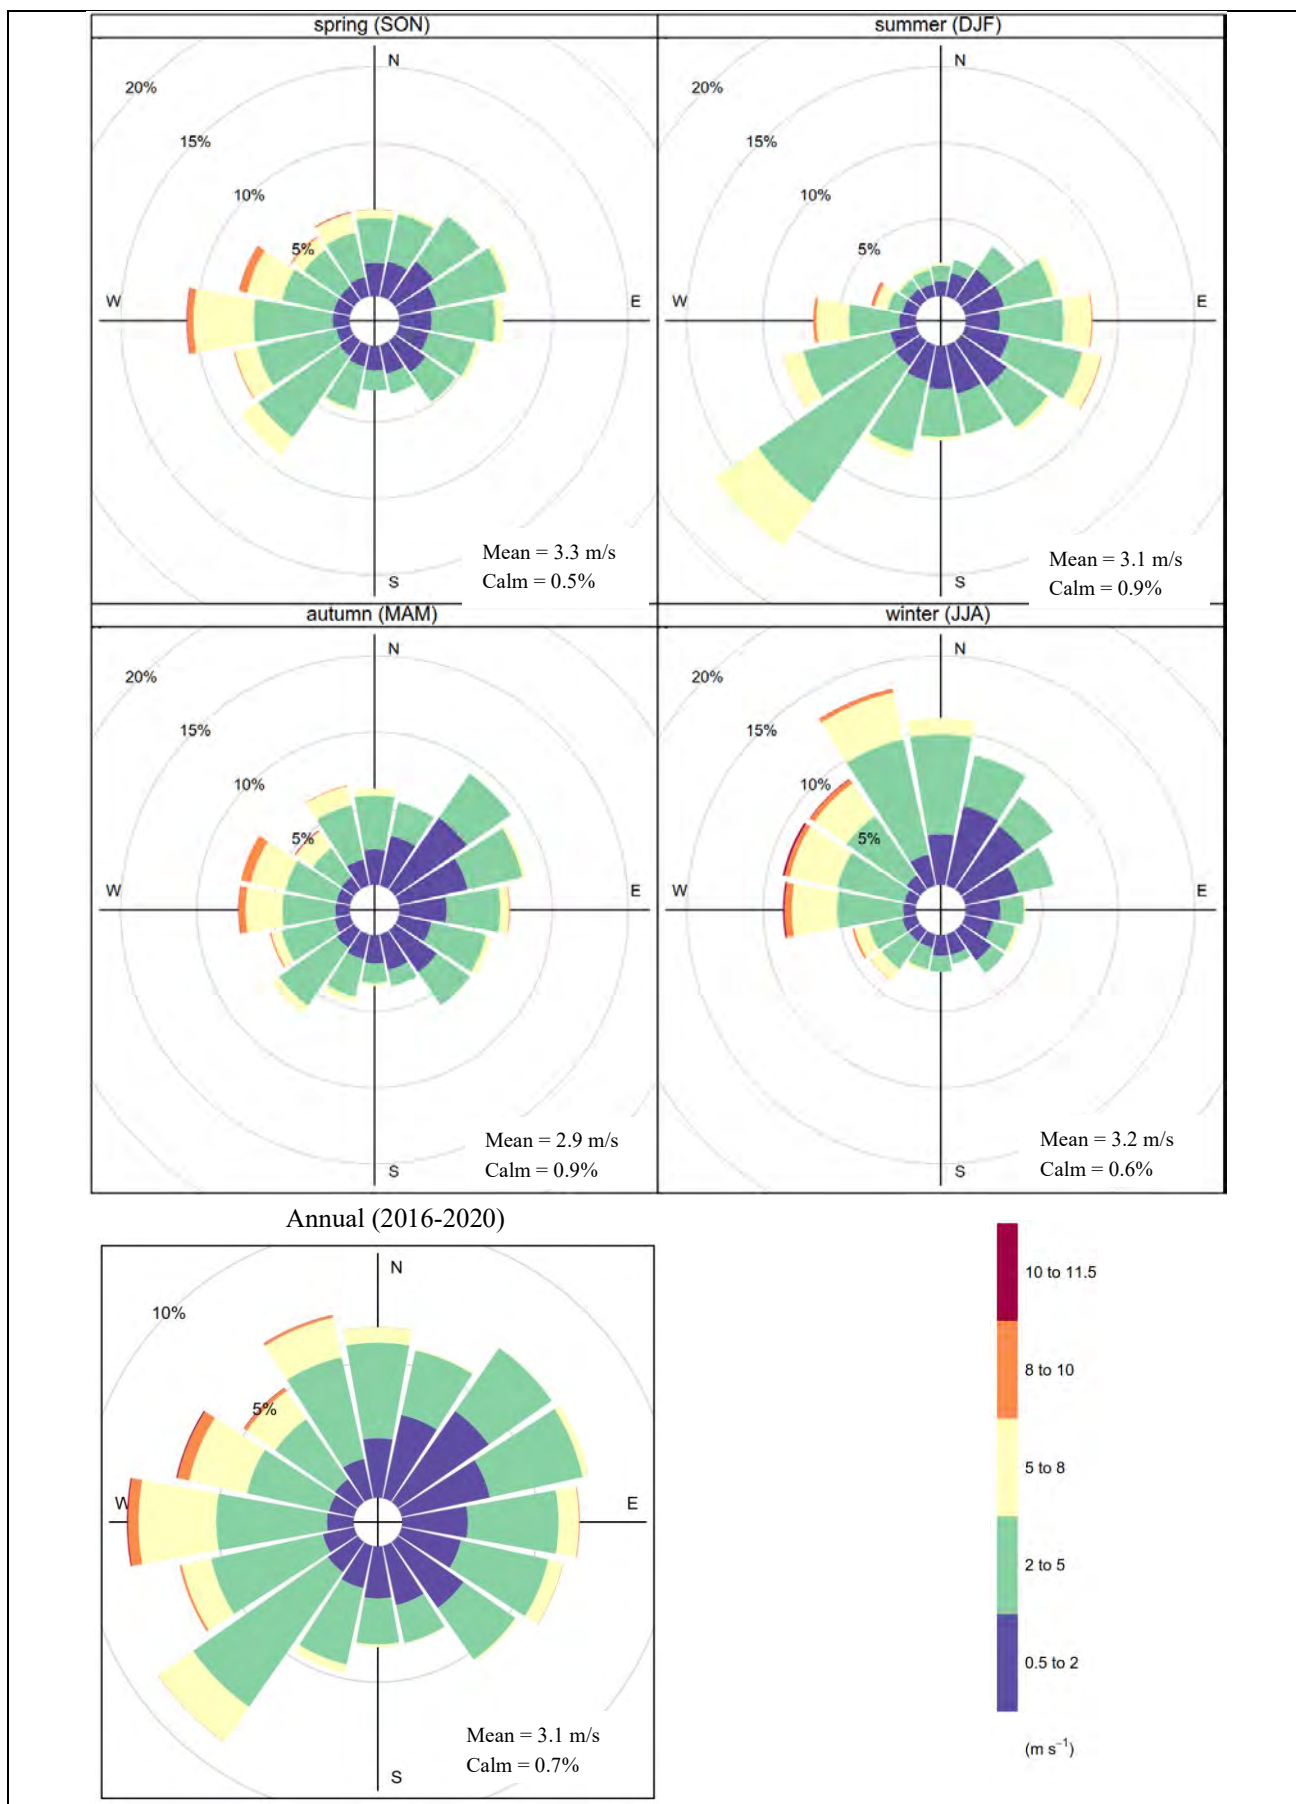 spring (SON)
summer (DJF)
N
20%
15%
10%
5%
W
E
S
Mean = 3.3 m/s
Calm = 0.5%
N
20%
15%
10%
5%
W
E
S
Mean = 3.1 m/s
Calm = 0.9%
autumn (MAM)
winter (JJA)
N
20%
15%
10%
5%
W
E
S
Mean = 2.9 m/s
Calm = 0.9%
N
20%
15%
10%
5%
W
E
S
Mean = 3.2 m/s
Calm = 0.6%
Annual (2016-2020)
N
10%
5%
W
E
S
Mean = 3.1 m/s
Calm = 0.7%
10 to 11.5
8 to 10
5 to 8
2 to 5
0.5 to 2
(m s⁻¹)